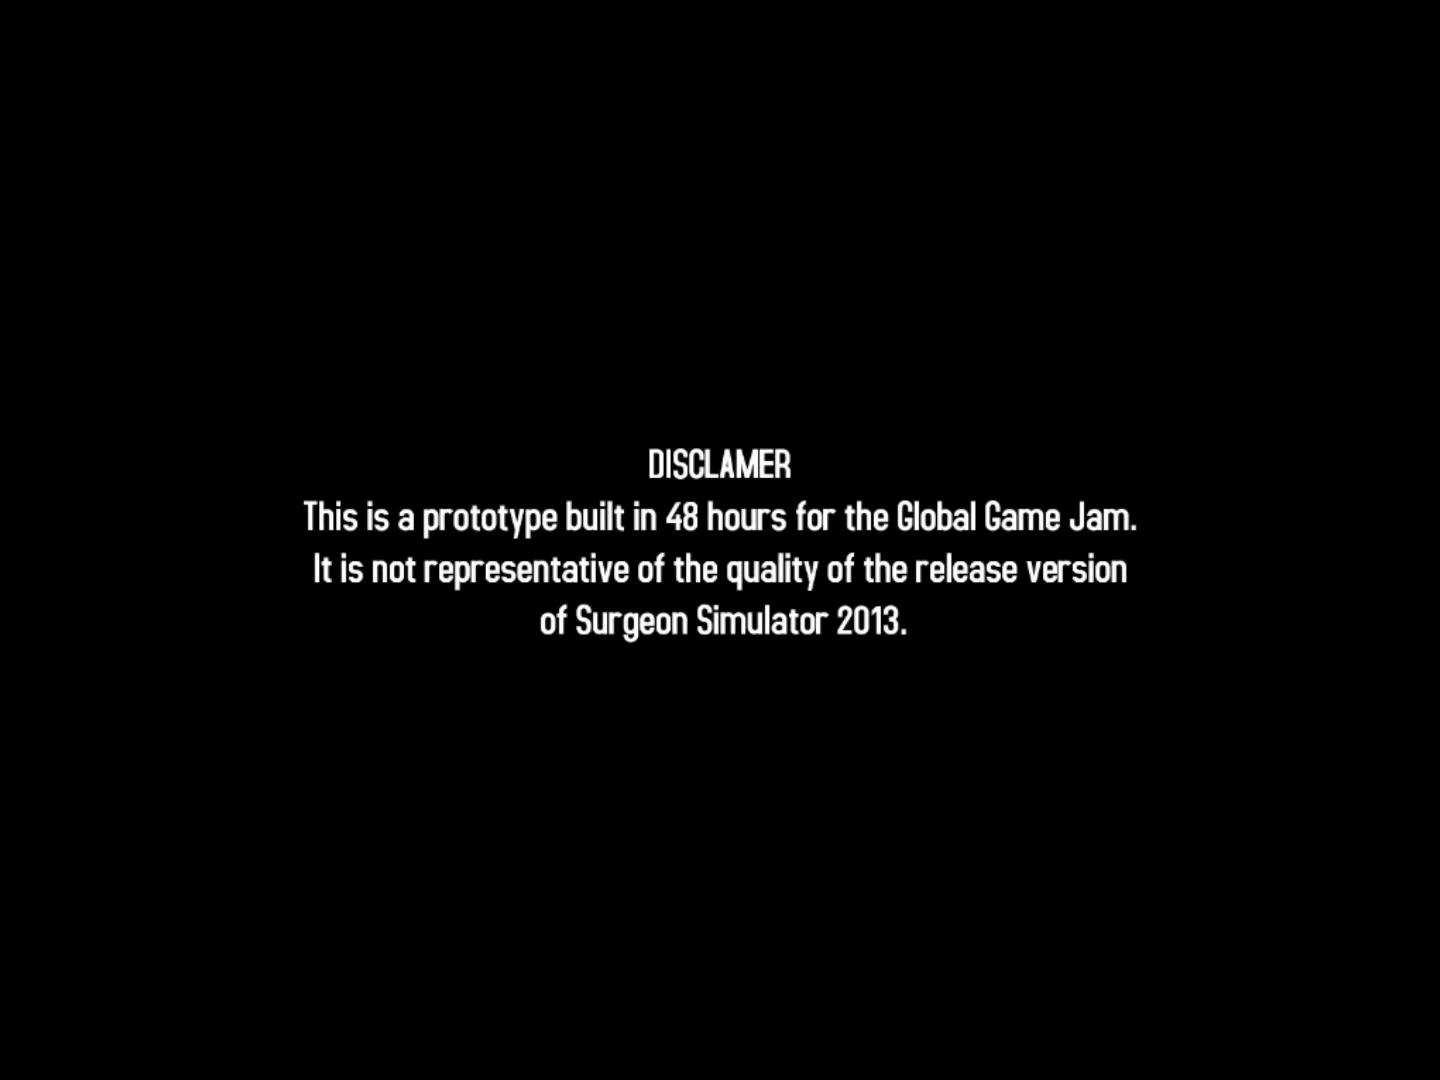 DISCLAMER
This is a prototype built in 48 hours for the Global Game Jam.
It is not representative of the quality of the release version
of Surgeon Simulator 2013.